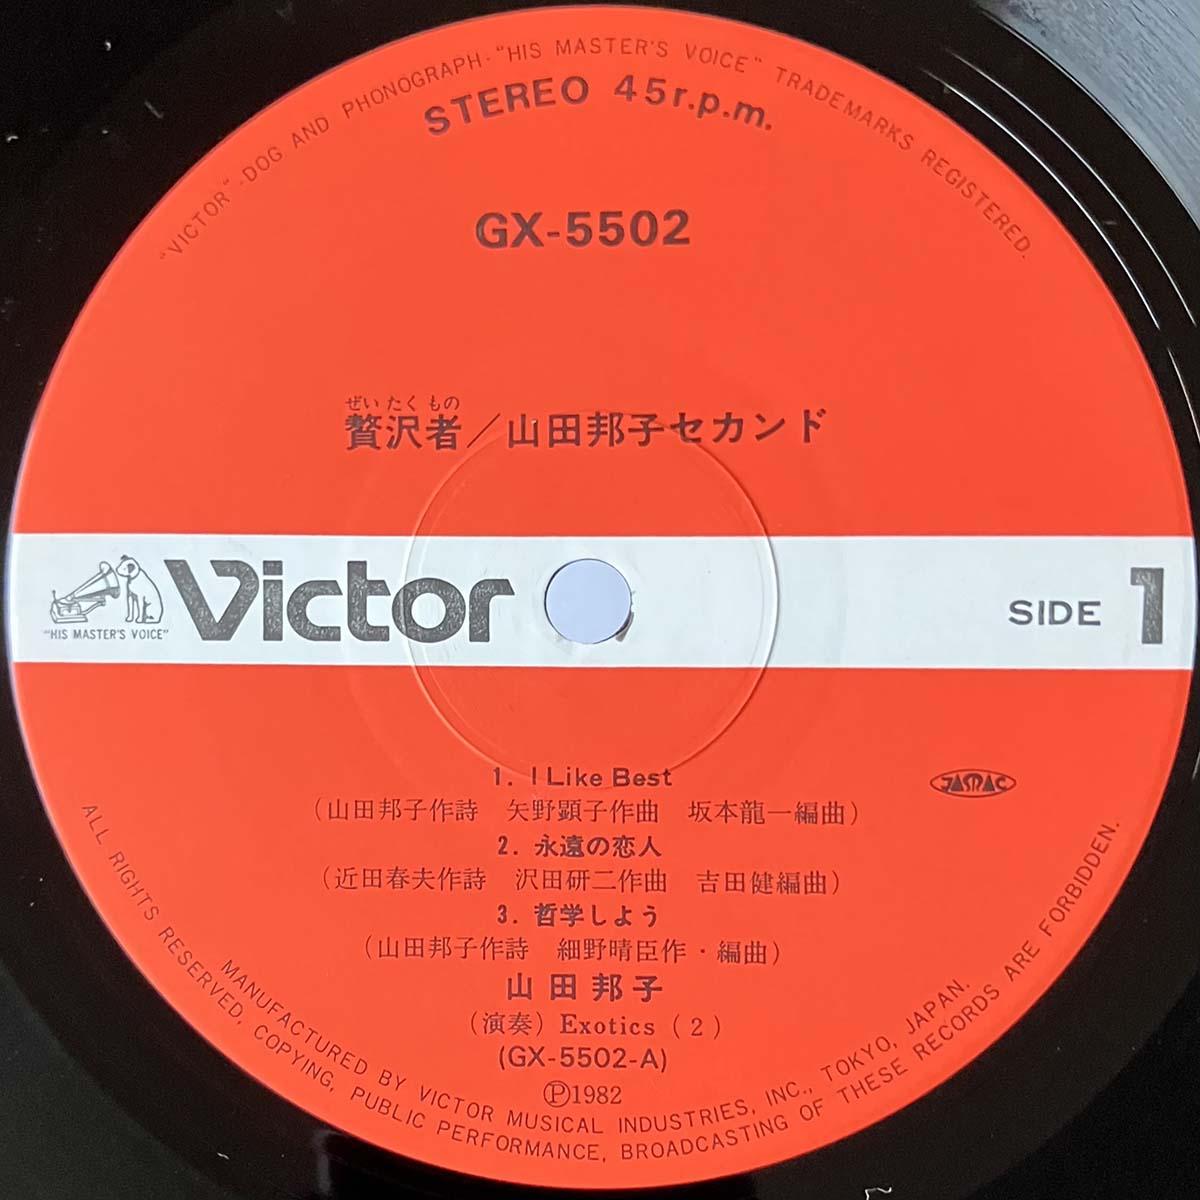 "VICTOR"-DOG AND PHONOGRAPH-"HIS MASTER'S VOICE" TRADEMARKS REGISTERED.
STEREO 45r.p.m.
GX-5502
ぜいたくもの
贅沢者／山田邦子セカンド
"HIS MASTER'S VOICE"
Victor
SIDE 1
1. I Like Best
（山田邦子作詩 矢野顕子作曲 坂本龍一編曲）
JASRAC
2. 永遠の恋人
（近田春夫作詩 沢田研二作曲 吉田健編曲）
3. 哲学しよう
（山田邦子作詩 細野晴臣作・編曲）
山田邦子
（演奏）Exotics（2）
(GX-5502-A)
Ⓟ1982
MANUFACTURED BY VICTOR MUSICAL INDUSTRIES, INC., TOKYO, JAPAN.
ALL RIGHTS RESERVED, COPYING, PUBLIC PERFORMANCE, BROADCASTING OF THESE RECORDS ARE FORBIDDEN.